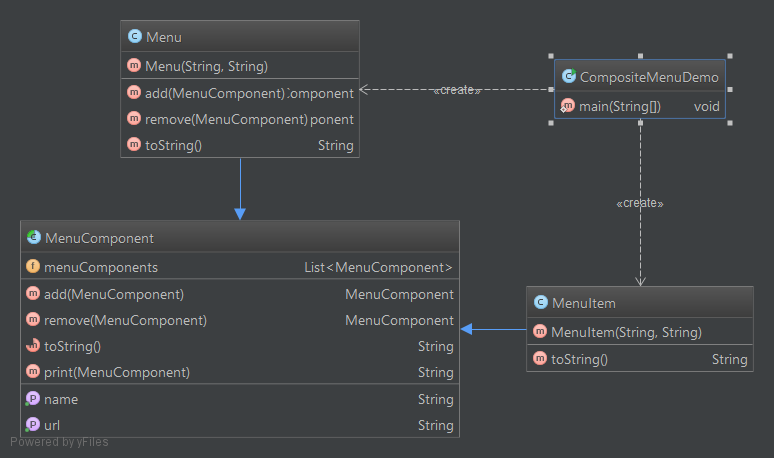 Menu
Menu(String, String)
add(MenuComponent) omponent
remove(MenuComponent) ponent
toString() String
CompositeMenuDemo
main(String[]) void
«create»
«create»
MenuComponent
menuComponents List<MenuComponent>
add(MenuComponent) MenuComponent
remove(MenuComponent) MenuComponent
toString() String
print(MenuComponent) String
name String
url String
MenuItem
MenuItem(String, String)
toString() String
Powered by yFiles